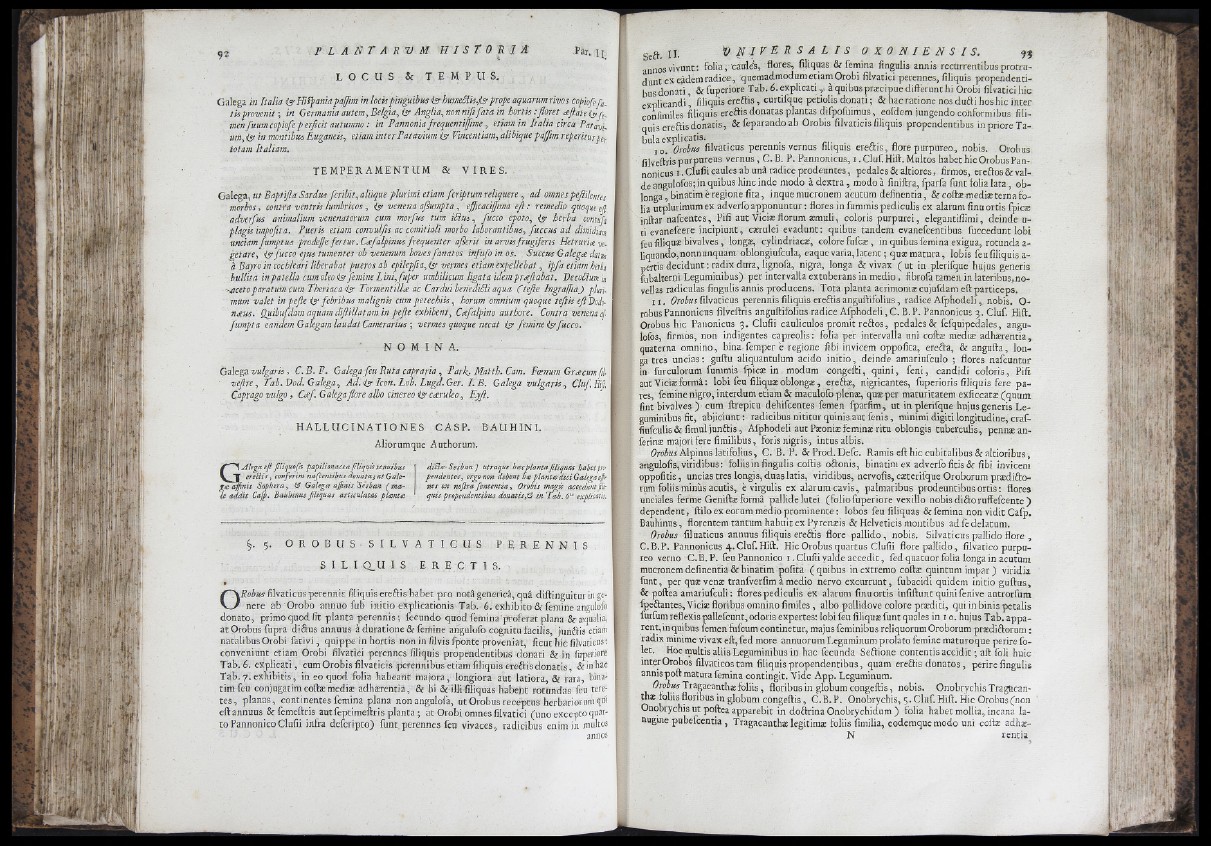 92 PLANTARVM HISTORIÆ Par. II.
LOCUS & TEMPUS.
Galega in Italia & Hispania passim in locis pinguibus & humectis, & prope aquarum rivos copiose sa-
tis provenit ; in Germania autem, Belgia, & Anglia, non nisi sata in hortis : floret æstate & se-
men suum copiose perficit autumno : in Pannonia frequentissime, etiam in Italia circa Patavi-
um, & in montibus Euganeis, etiam inter Patavium & Vincentiam, alibique passim reperitur per
totam Italiam.
TEMPERAMENTUM & VIRES.
Galega, ut Baptista Sardus scribit, aliique plurimi etiam scriptum reliquere, ad omnes pestilentes
morbos, contra ventris lumbricos, & venena assumpta, efficacissima est : remedio quoque est
adversus animalium venenatorum cum morsus tum ictus, succo epoto, & herba contusa
plagis imposita. Pueris etiam convulsis ac comitiali morbo laborantibus, succus ad dimidiam
unciam sumptus prodesse fertur. Cæsalpinus frequenter asserit in arvis frugiferis Hetruriæ ve-
getare, & succo ejus tumentes ob venenum boves sanatos infuso in os. Succus Galegæ datus
à Bayro in cochleari liberabat pueros ab epilepsia, & vermes etiam expellebat, ipsa etiam herba
bullita in patella cum oleo & semine Lini, super umbilicum ligata idem præstabat. Decoctum in
aceto paratum cum Theriaca & Tormentillæ ac Cardui benedicti aqua (teste Ingrassia) pluri-
mum valet in peste & febribus malignis cum petechiis, horum omnium quoque testis est Dodo-
næus. Quibusdam aquam distillatam in peste exhibent, Cæsalpino authore. Contra venena ef-
sumpta eandem Galegam laudat Camerarius ; vermes quoque necat & semine & succo.
NOMINA.
Galega vulgaris, C.B.P. Galega seu Ruta capraria, Park, Matth. Cam. Fœnum Græcum sil-
vestre, Tab. Dod. Galega, Ad. & Icon. Lob. Lugd. Ger. I.B. Galega vulgaris, Clus. Hist.
Caprago vulgo, Cæs. Galega flore albo cinereo & cæruleo, Eyst.
HALLUCINATIONES CASP. BAUHINI.
Aliorumque Authorum.
GAlegæ est siliquosis papilionacea siliquis tenuibus
erectis, confertim nascentibus donata; at Gale-
gæ affinis Sophera, & Galegæ affinis Sesban (ma-
le addit Casp. Bauhinus siliquas articulatas plantæ
dictæ Sesban) utraque hæc planta siliquas habet pro-
pendentes, ergo non debent hæ plantæ dici Galegæ affi-
nes ut malesa fœcentia, Orobis magis accedunt sili-
quis propendentibus donatis, & in Tab. 6ª explicatis.
§. 5. OROBUS SILVATICUS PERENNIS
SILIQUIS ERECTIS.
ORobus silvaticus perennis siliquis erectis habet pro notâ genericâ, quâ distinguitur in ge-
nere ab Orobo annuo sub initio explicationis Tab. 6. exhibito & semine anguloso
donato, primo quod sit planta perennis ; secundo quod semina proferat plana & æqualia,
at Orobus supra dictus annuus à duratione & semine anguloso cognitu facilis, junctis etiam
natalibus Orobi sativi, quippe in hortis non in silvis sponte proveniat, sicut hic silvaticus:
conveniunt etiam Orobi silvatici perennes siliquis propendentibus donati & in superiore
Tab. 6. explicati, cum Orobis silvaticis perennibus etiam siliquis erectis donatis, & in hac
Tab. 7. exhibitis, in eo quod folia habeant majora, longiora aut latiora, & rara, bina-
tim seu conjugatim costæ mediæ adhærentia, & hi & illi siliquas habent rotundas seu tere-
tes, planas, continentes semina plana non angulosa, ut Orobus receptus herbariorum qui
est annuus & semestris aut septimestris planta ; at Orobi omnes silvatici (uno excepto quar-
to Pannonico Clusii infra descripto) sunt perennes seu vivaces, radicibus enim in multos
annos
Sect. II. VNIVERSALIS OXONIENSIS. 93
annos vivunt: folia, caules, flores, siliquas & semina singulis annis recurrentibus protru-
dunt ex eâdem radice, quemadmodum etiam Orobi silvatici perennes, siliquis propendenti-
bus donati, & superiore Tab. 6. explicati, à quibus præcipue differunt hi Orobi silvatici hic
explicandi, siliquis erectis, curtisque petiolis donati; & hac ratione nos ducti hos hic inter
consimiles siliquis erectis donatas plantas disposuimus, eosdem jungendo conformibus sili-
quis erectis donatis, & separando ab Orobis silvaticis siliquis propendentibus in priore Ta-
bula explicatis.
10. Orobus silvaticus perennis vernus siliquis erectis, flore purpureo, nobis. Orobus
silvestris purpureus vernus, C. B. P. Pannonicus, 1. Clus. Hist. Multos habet hic Orobus Pan-
nonicus 1. Clusii caules ab unâ radice prodeuntes, pedales & altiores, firmos, erectos & val-
de angulosos; in quibus hinc inde modo à dextra, modo à sinistra, sparsa sunt folia lata, ob-
longa, binatim è regione sita, inque mucronem acutum definentia, & costæ mediæ terna fo-
lia utplurimum ex adverso apponuntur : flores in summis pediculis ex alarum sinu ortis spicæ
instar nascentes, Pisi aut Viciæ florum æmuli, coloris purpurei, elegantissimi, deinde u-
ti evanescere incipiunt, cærulei evadunt: quibus tandem evanescentibus succedunt lobi
seu siliquæ bivalves, longæ, cylindriacæ, colore fuscæ, in quibus semina exigua, rotunda a-
liquando, nonnunquam oblongiuscula, eaque varia, latent ; quæ matura, lobis seu siliquis a-
pertis decidunt : radix dura, lignosa, nigra, longa & vivax (ut in plerisque hujus generis
subalterni Leguminibus) per intervalla extuberans in medio, fibrosa tamen in lateribus, no-
vellas radiculas singulis annis producens. Tota planta acrimoniæ cujusdam est particeps.
11. Orobus silvaticus perennis siliquis erectis angustifolius, radice Asphodeli, nobis. O-
robus Pannonicus silvestris angustifolius radice Asphodeli, C. B. P. Pannonicus 3. Clus. Hist.
Orobus hic Panonicus 3. Clusii cauliculos promit rectos, pedales & sesquipedales, angu-
losos, firmos, non indigentes capreolis: folia per intervalla uni costæ mediæ adhærentia,
quaterna omnino, bina semper è regione sibi invicem opposita, erecta, & angusta, lon-
ga tres uncias: gustu aliquantulum acido initio, deinde amariusculo ; flores nascuntur
in surculorum summis spicæ in modum congesti, quini, seni, candidi coloris, Pisi
aut Viciæ formâ: lobi seu siliquæ oblongæ, erectæ, nigricantes, superioris siliquis fere pa-
res, semine nigro, interdum etiam & maculoso plenæ, quæ per maturitatem exsiccatæ (quum
sint bivalves) cum strepitu dehiscentes semen sparsim, ut in plerisque hujus generis Le-
guminibus fit, abjiciunt: radicibus nititur quinis aut senis, minimi digiti longitudine, cras-
siusculis & simul junctis, Asphodeli aut Pæoniæ feminæ ritu oblongis tuberculis, pennæ an-
serinæ majori fere similibus, foris nigris, intus albis.
Orobus Alpinus latifolius, C. B. P. & Prod. Desc. Ramis est hic cubitalibus & altioribus,
angulosis, viridibus: foliis in singulis costis octonis, binatim ex adverso sitis & sibi invicem
oppositis, uncias tres longis, duas latis, viridibus, nervosis, cæterisque Oroborum prædicto-
rum foliis minùs acutis, è virgulis ex alarum cavis, palmaribus prodeuntibus ortis: flores
unciales ferme Genistæ formâ pallide lutei (folio superiore vexillo nobis dicto ruffescente)
dependent, stilo ex eorum medio prominente: lobos seu siliquas & semina non vidit Casp.
Bauhinus, florentem tantum habuit ex Pyrenæis & Helveticis montibus ad se delatum.
Orobus silvaticus annuus siliquis erectis flore pallido, nobis. Silvaticus pallido flore,
C.B.P. Pannonicus 4. Clus. Hist. Hic Orobus quartus Clusii flore pallido, silvatico purpu-
reo verno C.B.P. seu Pannonico 1. Clusii valde accedit, sed quatuor folia longa in acutum
mucronem definentia & binatim posita (quibus in extremo costæ quintum impar) viridia
sunt, per quæ venæ transversim à medio nervo excurrunt, subacidi quidem initio gustus,
& postea amariusculi: flores pediculis ex alarum sinu ortis insistunt quini senive antrorsum
spectantes, Viciæ floribus omnino similes, albo pallidove colore præditi, qui in binis petalis
sursum reflexis pallescunt, odoris expertes: lobi seu siliquæ sunt quales in 10. hujus Tab. appa-
rent, in quibus semen fuscum continetur, majus seminibus reliquorum Oroborum prædictorum :
radix minime vivax est, sed more annuorum Leguminum prolato semine maturoque perire so-
let. Hoc multis aliis Leguminibus in hac secunda Sectione contentis accidit ; ast soli huic
inter Orobos silvaticos tam siliquis propendentibus, quam erectis donatos, perire singulis
annis post matura semina contingit. Vide App. Leguminum.
Orobus Tragacanthæ foliis, floribus in globum congestis, nobis. Onobrychis Tragacan-
thæ foliis floribus in globum congestis, C.B.P. Onobrychis, 5. Clus. Hist. Hic Orobus (non
Onobrychis ut postea apparebit in doctrina Onobrychidum) folia habet mollia, incana la-
nugine pubescentia, Tragacanthæ legitimæ foliis similia, eodemque modo uni costæ adhæ-
N rentia